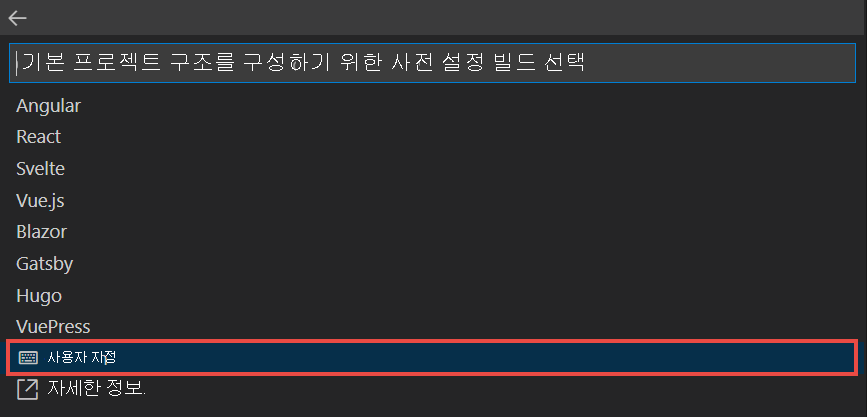 기본 프로젝트 구조를 구성하기 위한 사전 설정 빌드 선택
Angular
React
Svelte
Vue.js
Blazor
Gatsby
Hugo
VuePress
사용자 지정
자세한 정보.